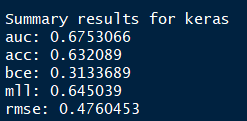 Summary results for keras
auc: 0.6753066
acc: 0.632089
bce: 0.3133689
mll: 0.645039
rmse: 0.4760453